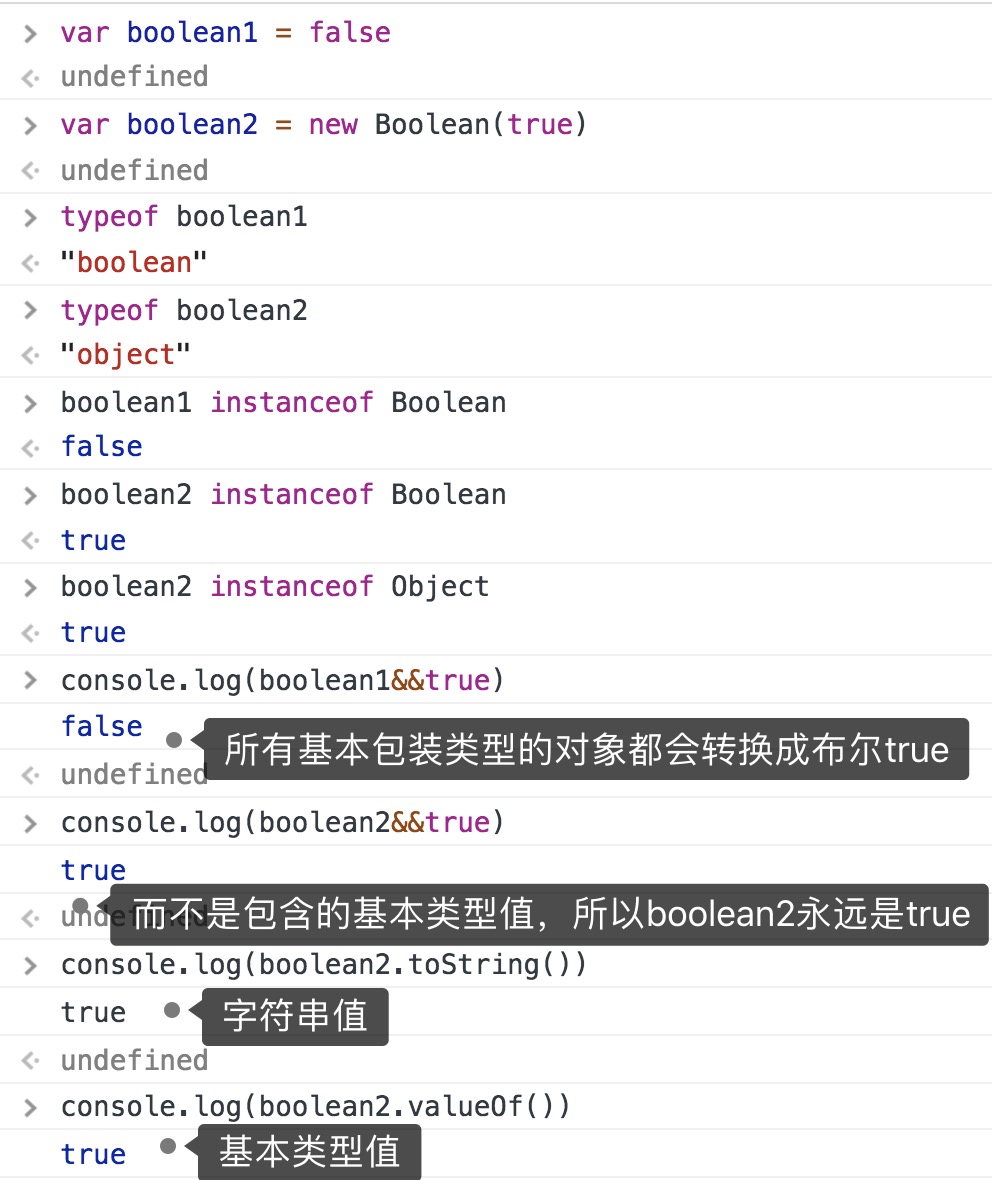 > var boolean1 = false
<· undefined
> var boolean2 = new Boolean(true)
<· undefined
> typeof boolean1
<· "boolean"
> typeof boolean2
<· "object"
> boolean1 instanceof Boolean
<· false
> boolean2 instanceof Boolean
<· true
> boolean2 instanceof Object
<· true
> console.log(boolean1&&true)
false
所有基本包装类型的对象都会转换成布尔true
<· undefined
> console.log(boolean2&&true)
true
<· undefined
而不是包含的基本类型值，所以boolean2永远是true
> console.log(boolean2.toString())
true 字符串值
<· undefined
> console.log(boolean2.valueOf())
true 基本类型值